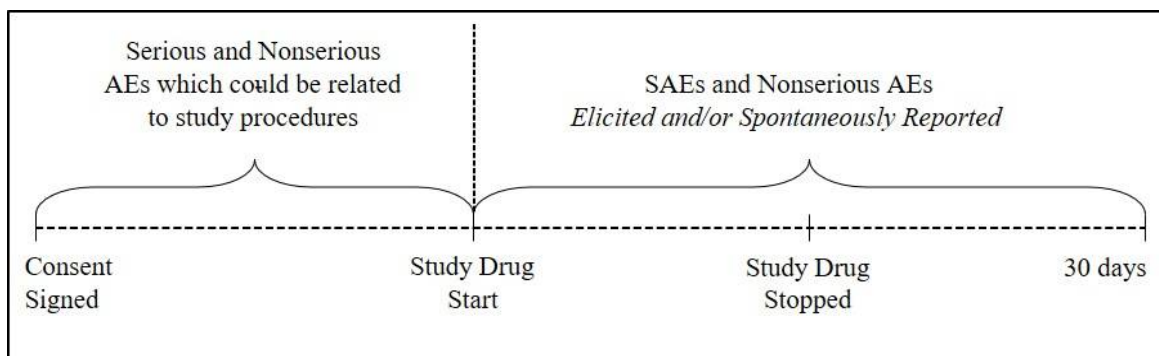 Serious and Nonserious
AEs which could be related
to study procedures
SAEs and Nonserious AEs
Elicited and/or Spontaneously Reported
Consent
Signed
Study Drug
Start
Study Drug
Stopped
30 days